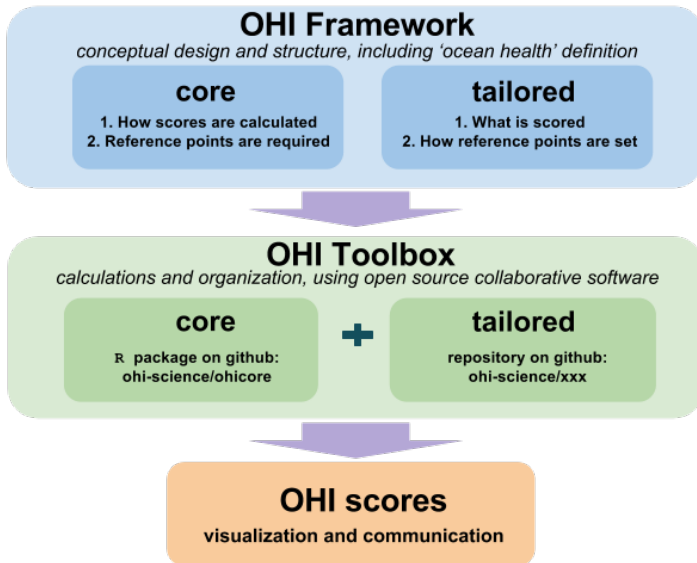 OHI Framework
conceptual design and structure, including ‘ocean health’ definition
core
1. How scores are calculated
2. Reference points are required
tailored
1. What is scored
2. How reference points are set
OHI Toolbox
calculations and organization, using open source collaborative software
core
R package on github:
ohi-science/ohicore
+
tailored
repository on github:
ohi-science/xxx
OHI scores
visualization and communication